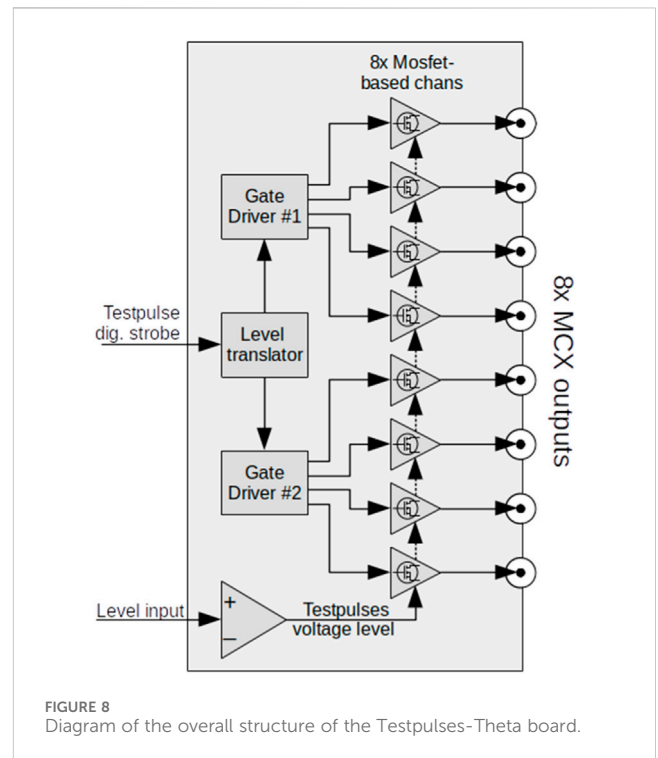 8x Mosfet-
based chans
Gate
Driver #1
Testpulse
dig. strobe
Level
translator
8x MCX outputs
Gate
Driver #2
Level input
+
−
Testpulses
voltage level
FIGURE 8
Diagram of the overall structure of the Testpulses-Theta board.